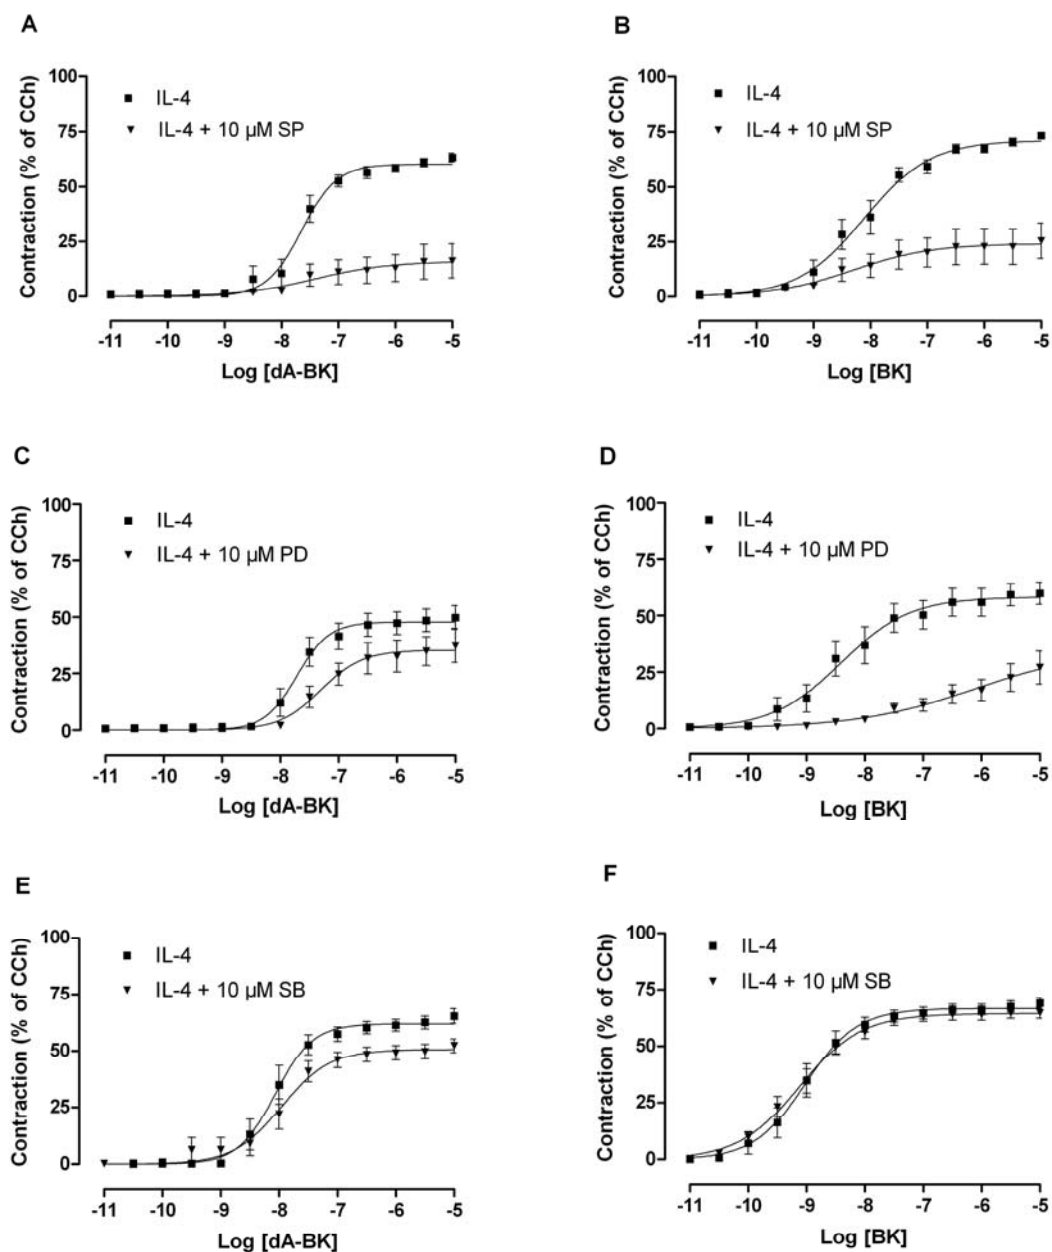 A
100
75
50
25
0
Contraction (% of CCh)
IL-4
IL-4 + 10 µM SP
-11 -10 -9 -8 -7 -6 -5
Log [dA-BK]
B
100
75
50
25
0
Contraction (% of CCh)
IL-4
IL-4 + 10 µM SP
-11 -10 -9 -8 -7 -6 -5
Log [BK]
C
100
75
50
25
0
Contraction (% of CCh)
IL-4
IL-4 + 10 µM PD
-11 -10 -9 -8 -7 -6 -5
Log [dA-BK]
D
100
75
50
25
0
Contraction (% of CCh)
IL-4
IL-4 + 10 µM PD
-11 -10 -9 -8 -7 -6 -5
Log [BK]
E
100
75
50
25
0
Contraction (% of CCh)
IL-4
IL-4 + 10 µM SB
-11 -10 -9 -8 -7 -6 -5
Log [dA-BK]
F
100
75
50
25
0
Contraction (% of CCh)
IL-4
IL-4 + 10 µM SB
-11 -10 -9 -8 -7 -6 -5
Log [BK]